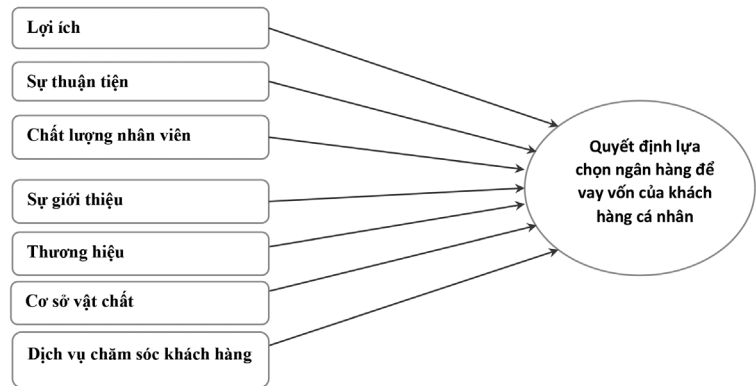 Lợi ích
Sự thuận tiện
Chất lượng nhân viên
Sự giới thiệu
Thương hiệu
Cơ sở vật chất
Dịch vụ chăm sóc khách hàng
Quyết định lựa
chọn ngân hàng để
vay vốn của khách
hàng cá nhân